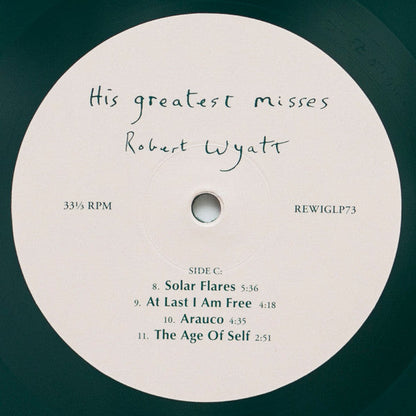 His greatest misses
Robert Wyatt
33⅓ RPM
REWIGLP73
SIDE C:
8. Solar Flares 5:36
9. At Last I Am Free 4:18
10. Arauco 4:35
11. The Age Of Self 2:51